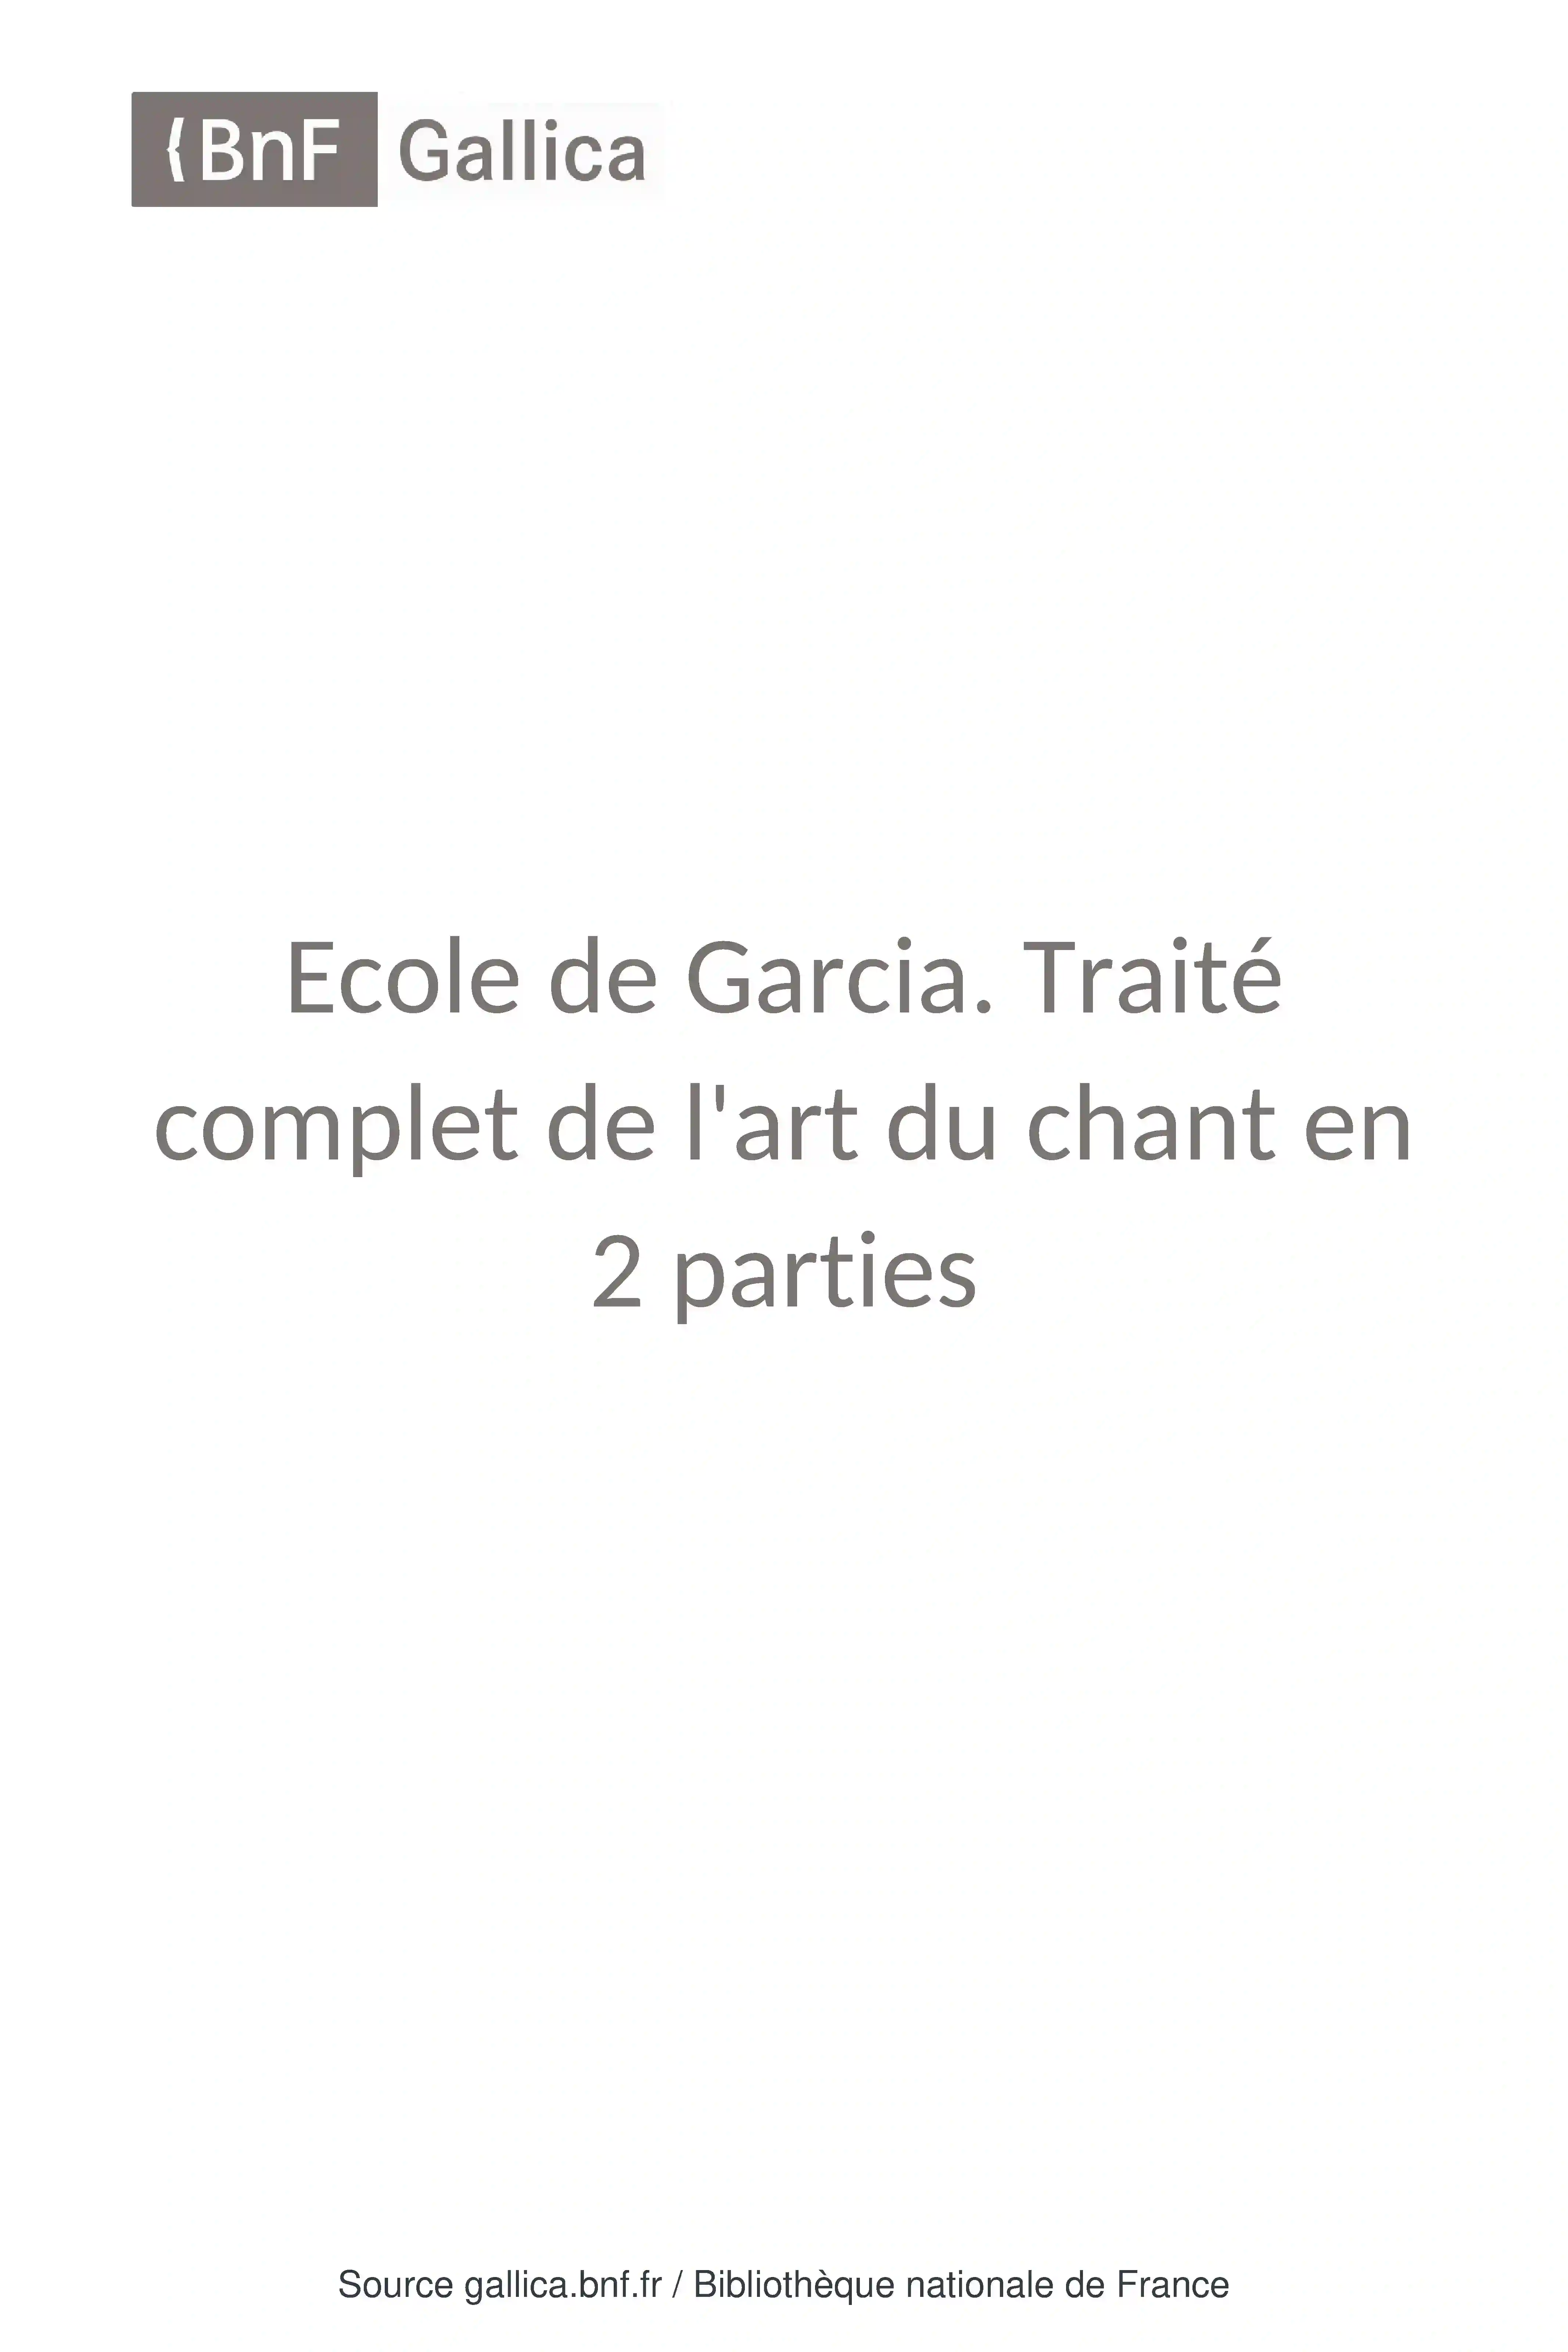 BnF Gallica
Ecole de Garcia. Traité
complet de l'art du chant en
2 parties
Source gallica.bnf.fr / Bibliothèque nationale de France